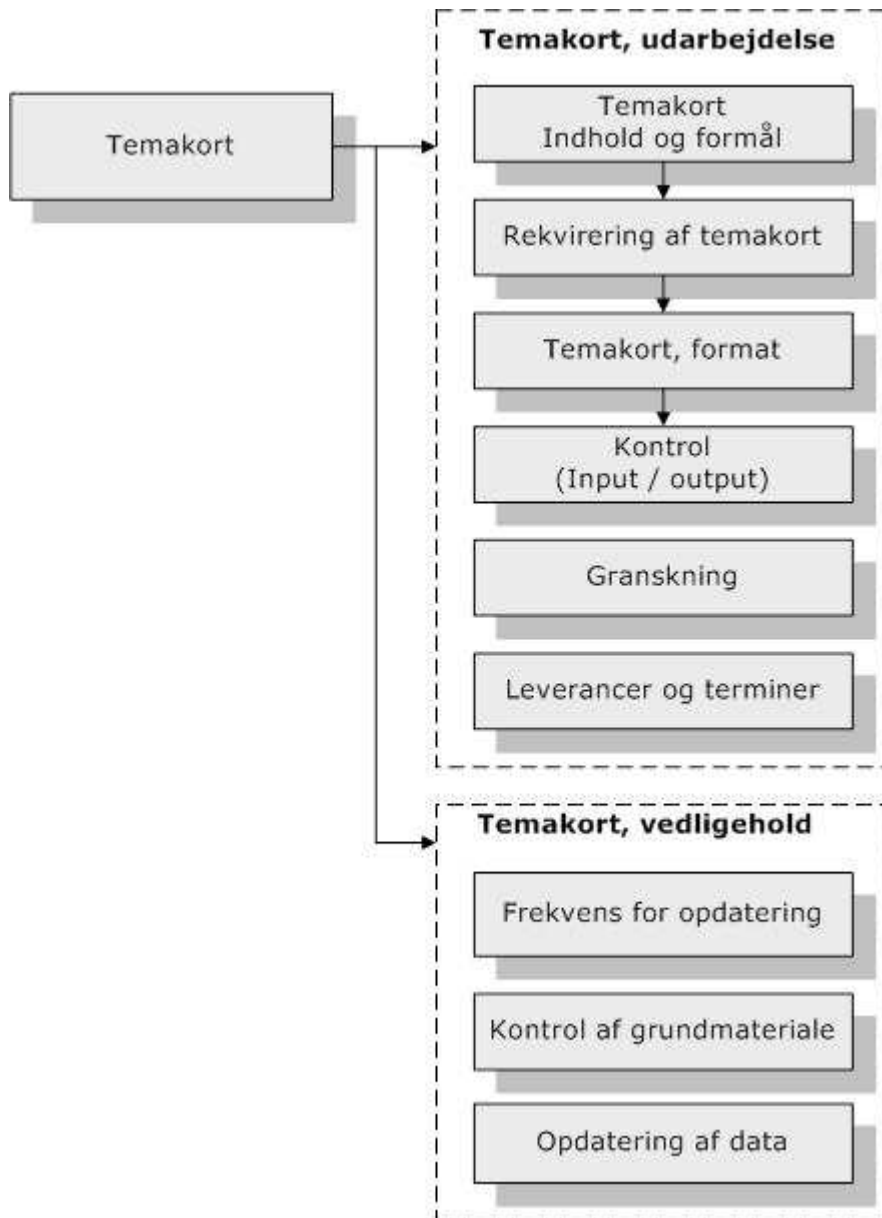 Temakort
Temakort, udarbejdelse
Temakort
Indhold og formål
Rekvirering af temakort
Temakort, format
Kontrol
(Input / output)
Granskning
Leverancer og terminer
Temakort, vedligehold
Frekvens for opdatering
Kontrol af grundmateriale
Opdatering af data